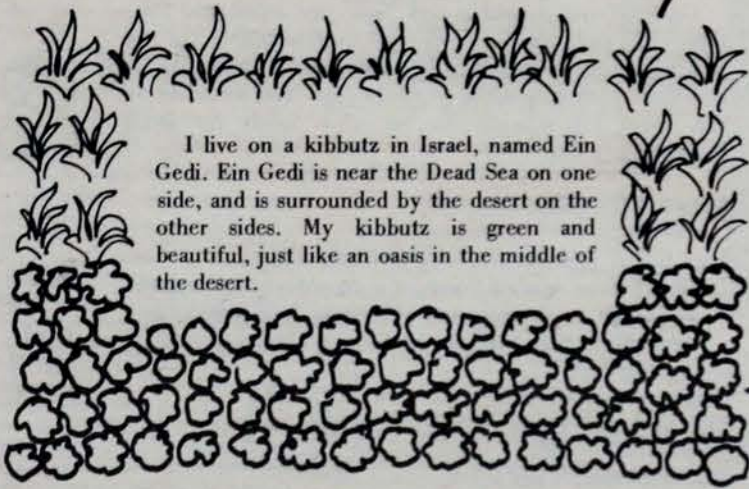 I live on a kibbutz in Israel, named Ein
Gedi. Ein Gedi is near the Dead Sea on one
side, and is surrounded by the desert on the
other sides. My kibbutz is green and
beautiful, just like an oasis in the middle of
the desert.